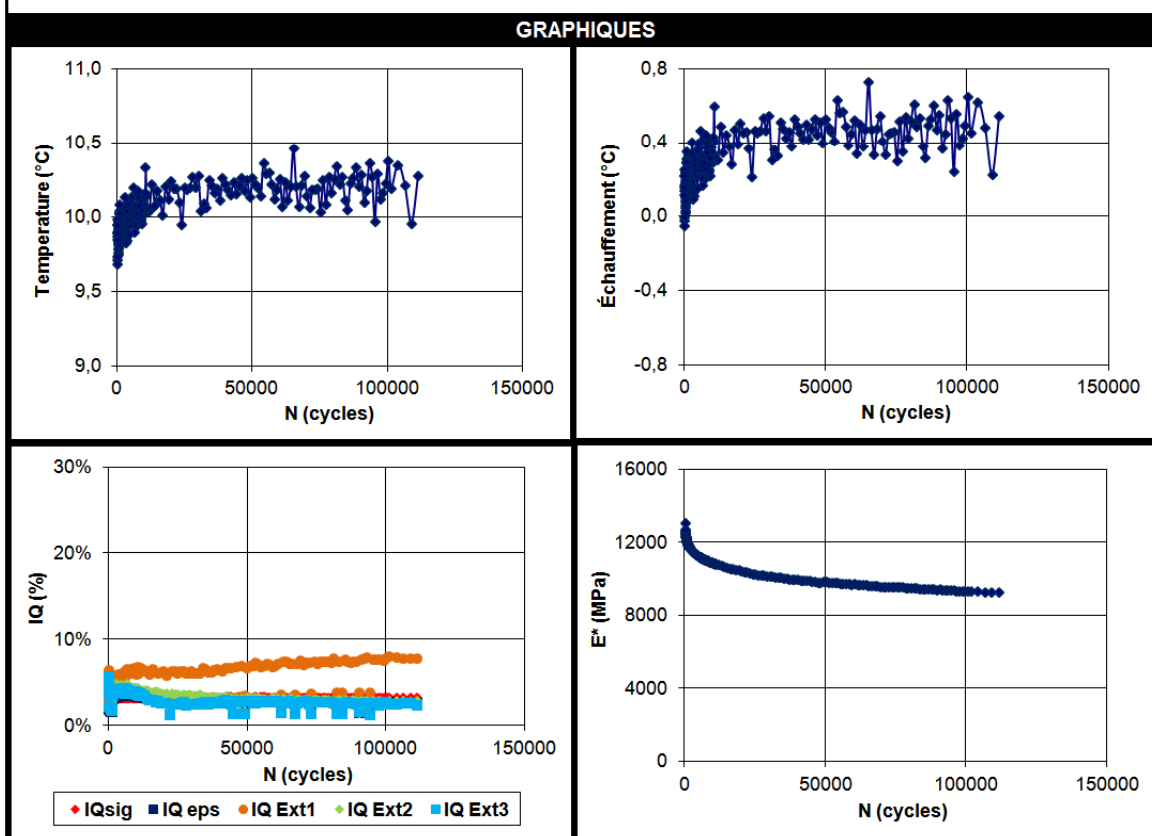 GRAPHIQUES
Temperature (°C)
11,0
10,5
10,0
9,5
9,0
0
50000
100000
150000
N (cycles)
Échauffement (°C)
0,8
0,4
0,0
-0,4
-0,8
0
50000
100000
150000
N (cycles)
IQ (%)
30%
20%
10%
0%
0
50000
100000
150000
N (cycles)
IQsig
IQ eps
IQ Ext1
IQ Ext2
IQ Ext3
E* (MPa)
16000
12000
8000
4000
0
0
50000
100000
150000
N (cycles)